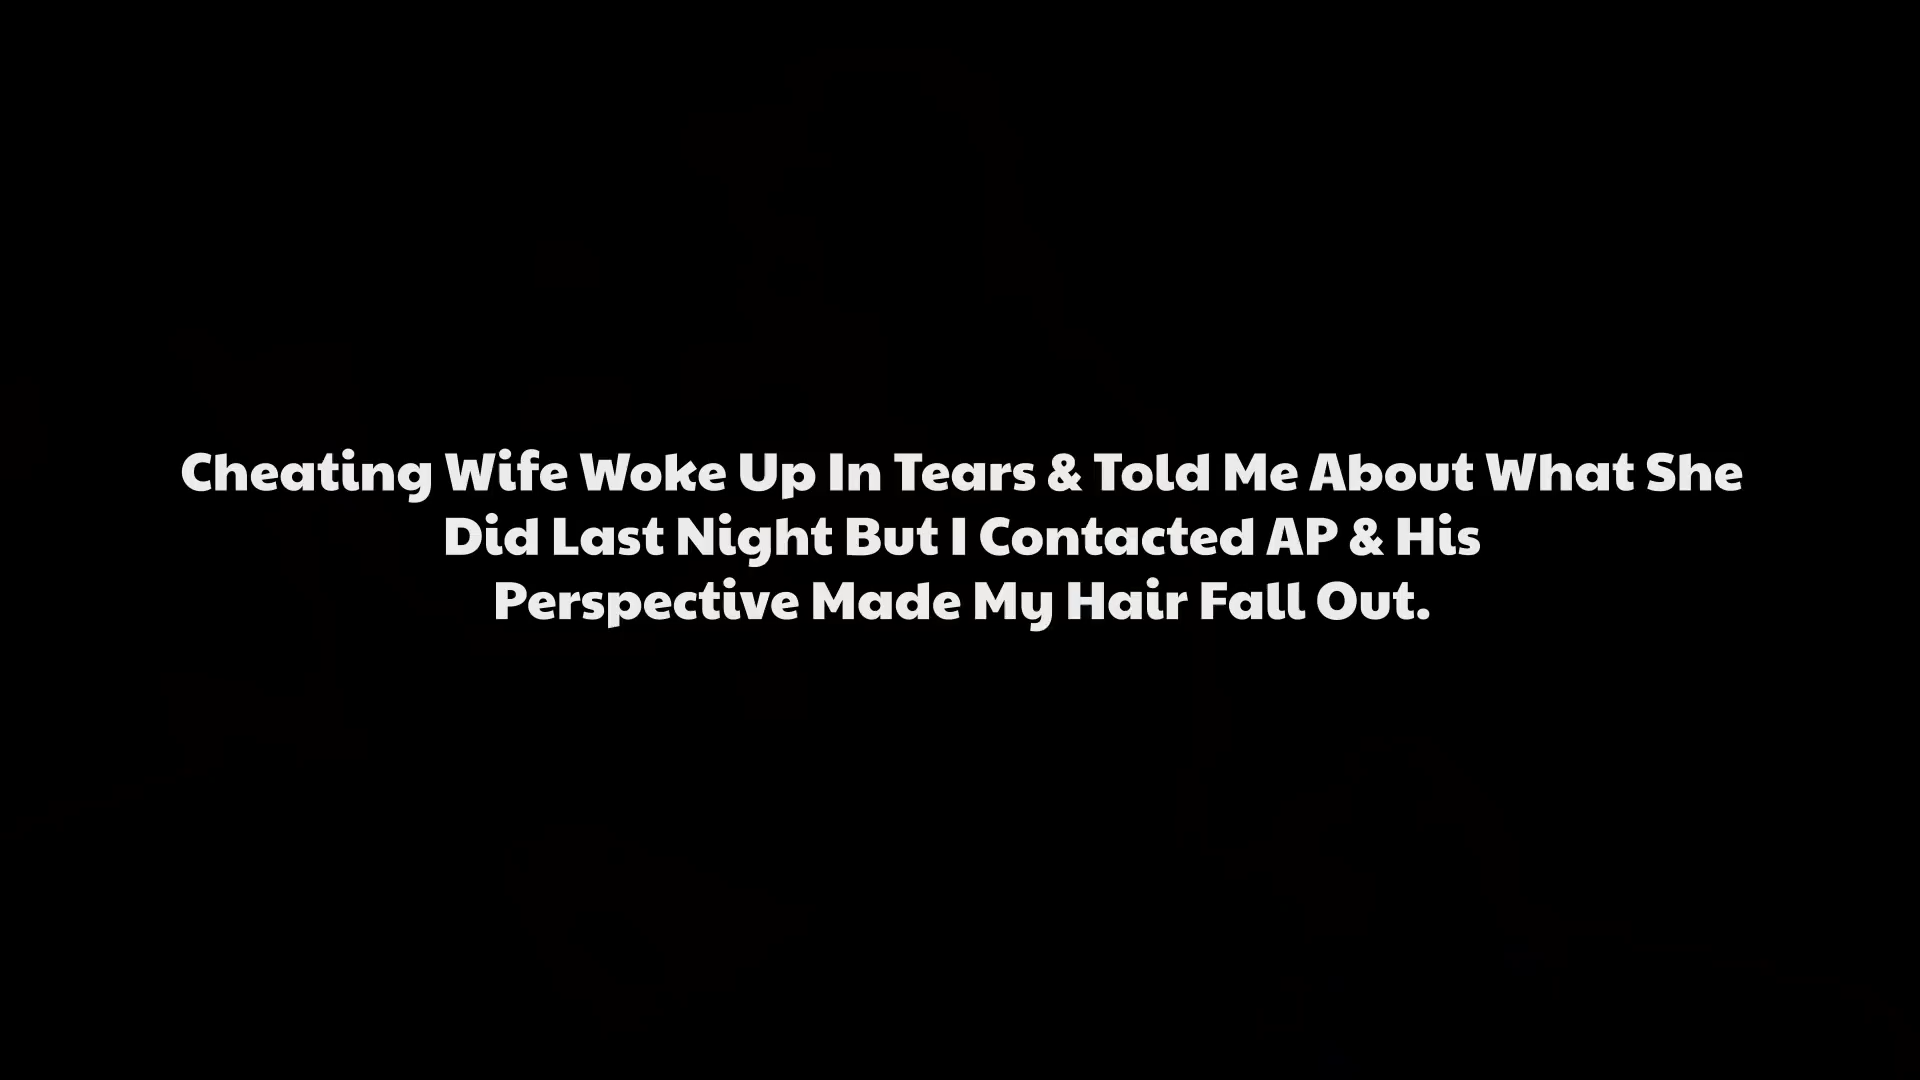 Cheating Wife Woke Up In Tears & Told Me About What She
Did Last Night But I Contacted AP & His
Perspective Made My Hair Fall Out.